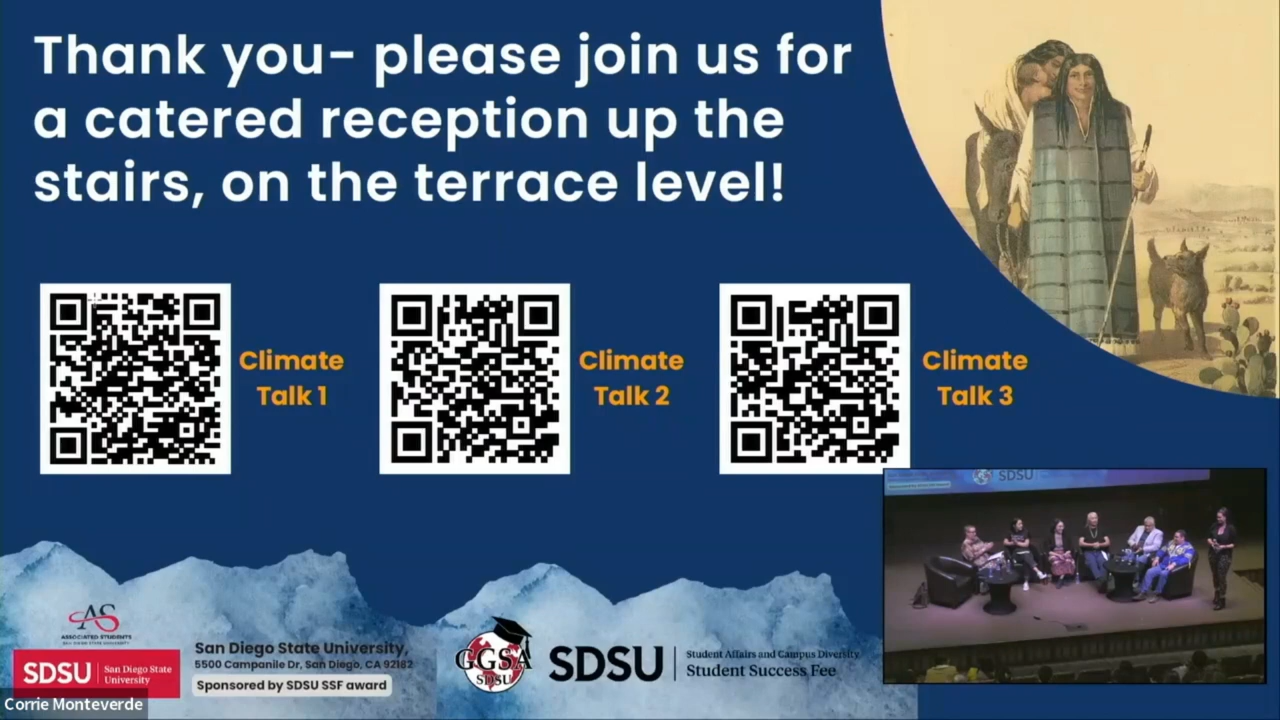 Thank you- please join us for
a catered reception up the
stairs, on the terrace level!
Climate
Talk 1
Climate
Talk 2
Climate
Talk 3
AS
ASSOCIATED STUDENTS
SDSU
San Diego State
University
San Diego State University,
5500 Campanile Dr, San Diego, CA 92182
Sponsored by SDSU SSF award
GGSA
SDSU
SDSU
Student Affairs and Campus Diversity
Student Success Fee
SDSU
Corrie Monteverde